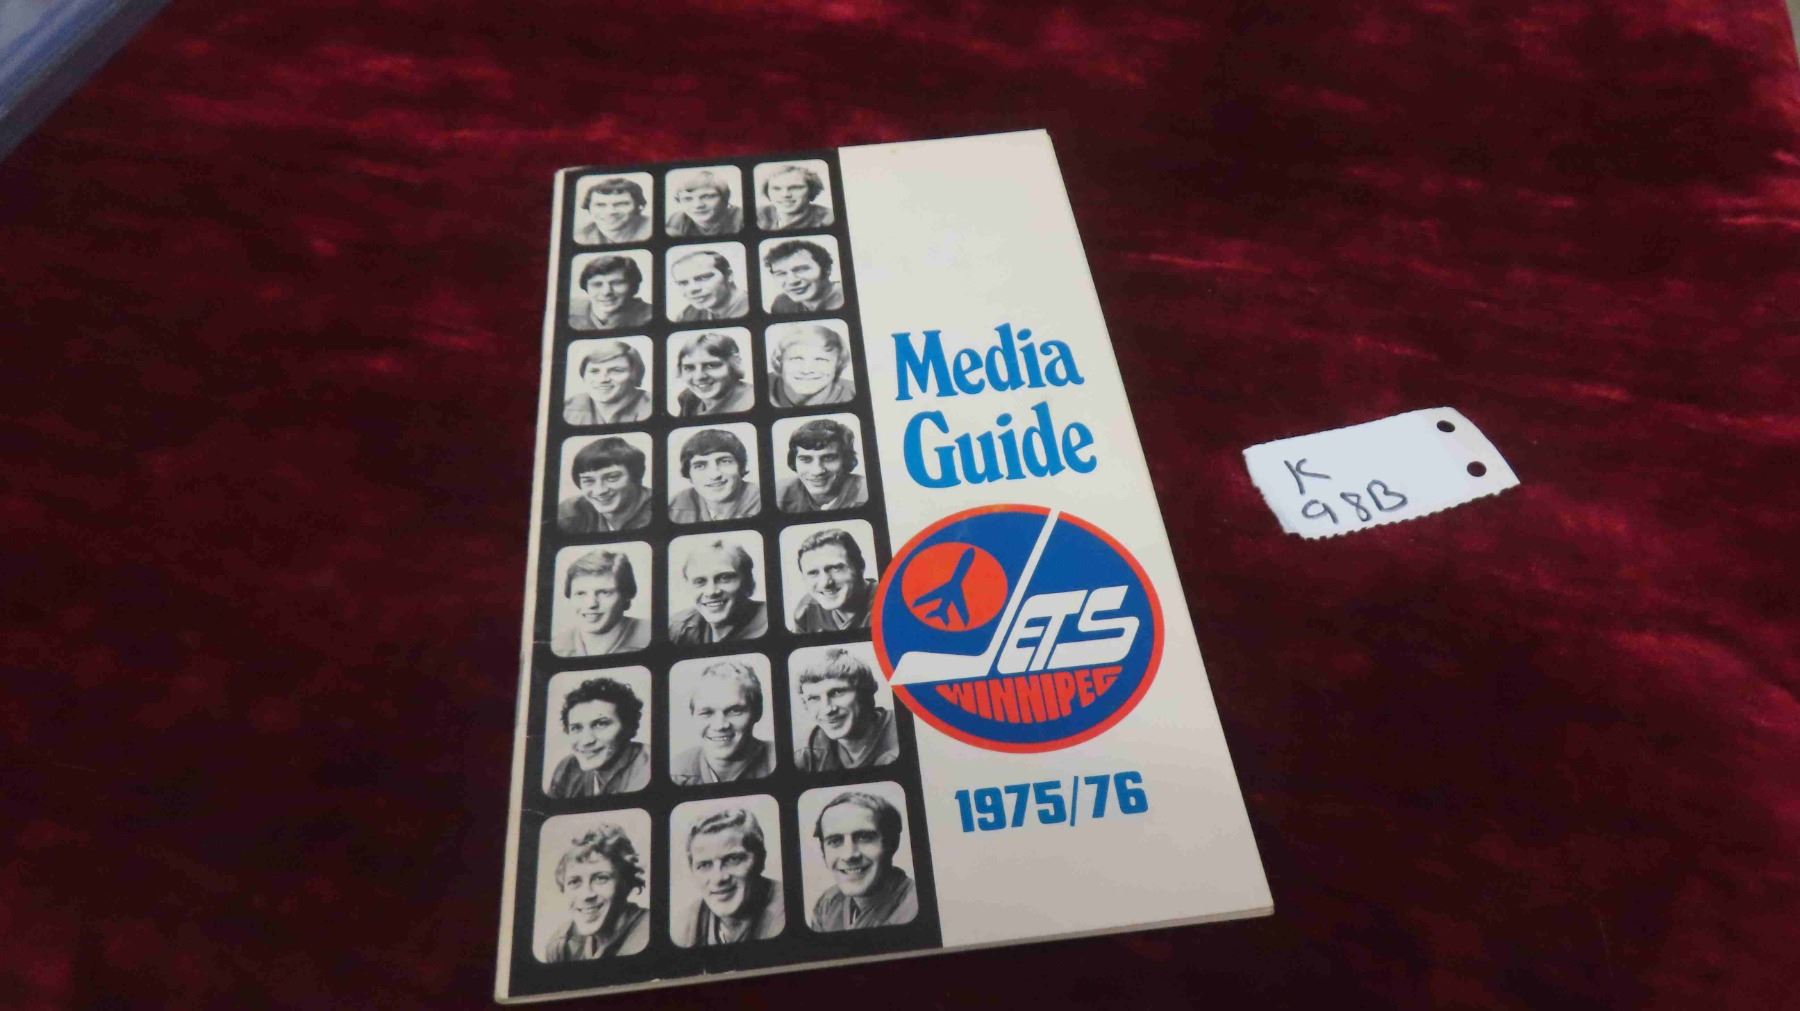 Media
Guide
JETS
WINNIPEG
1975/76
K
98B